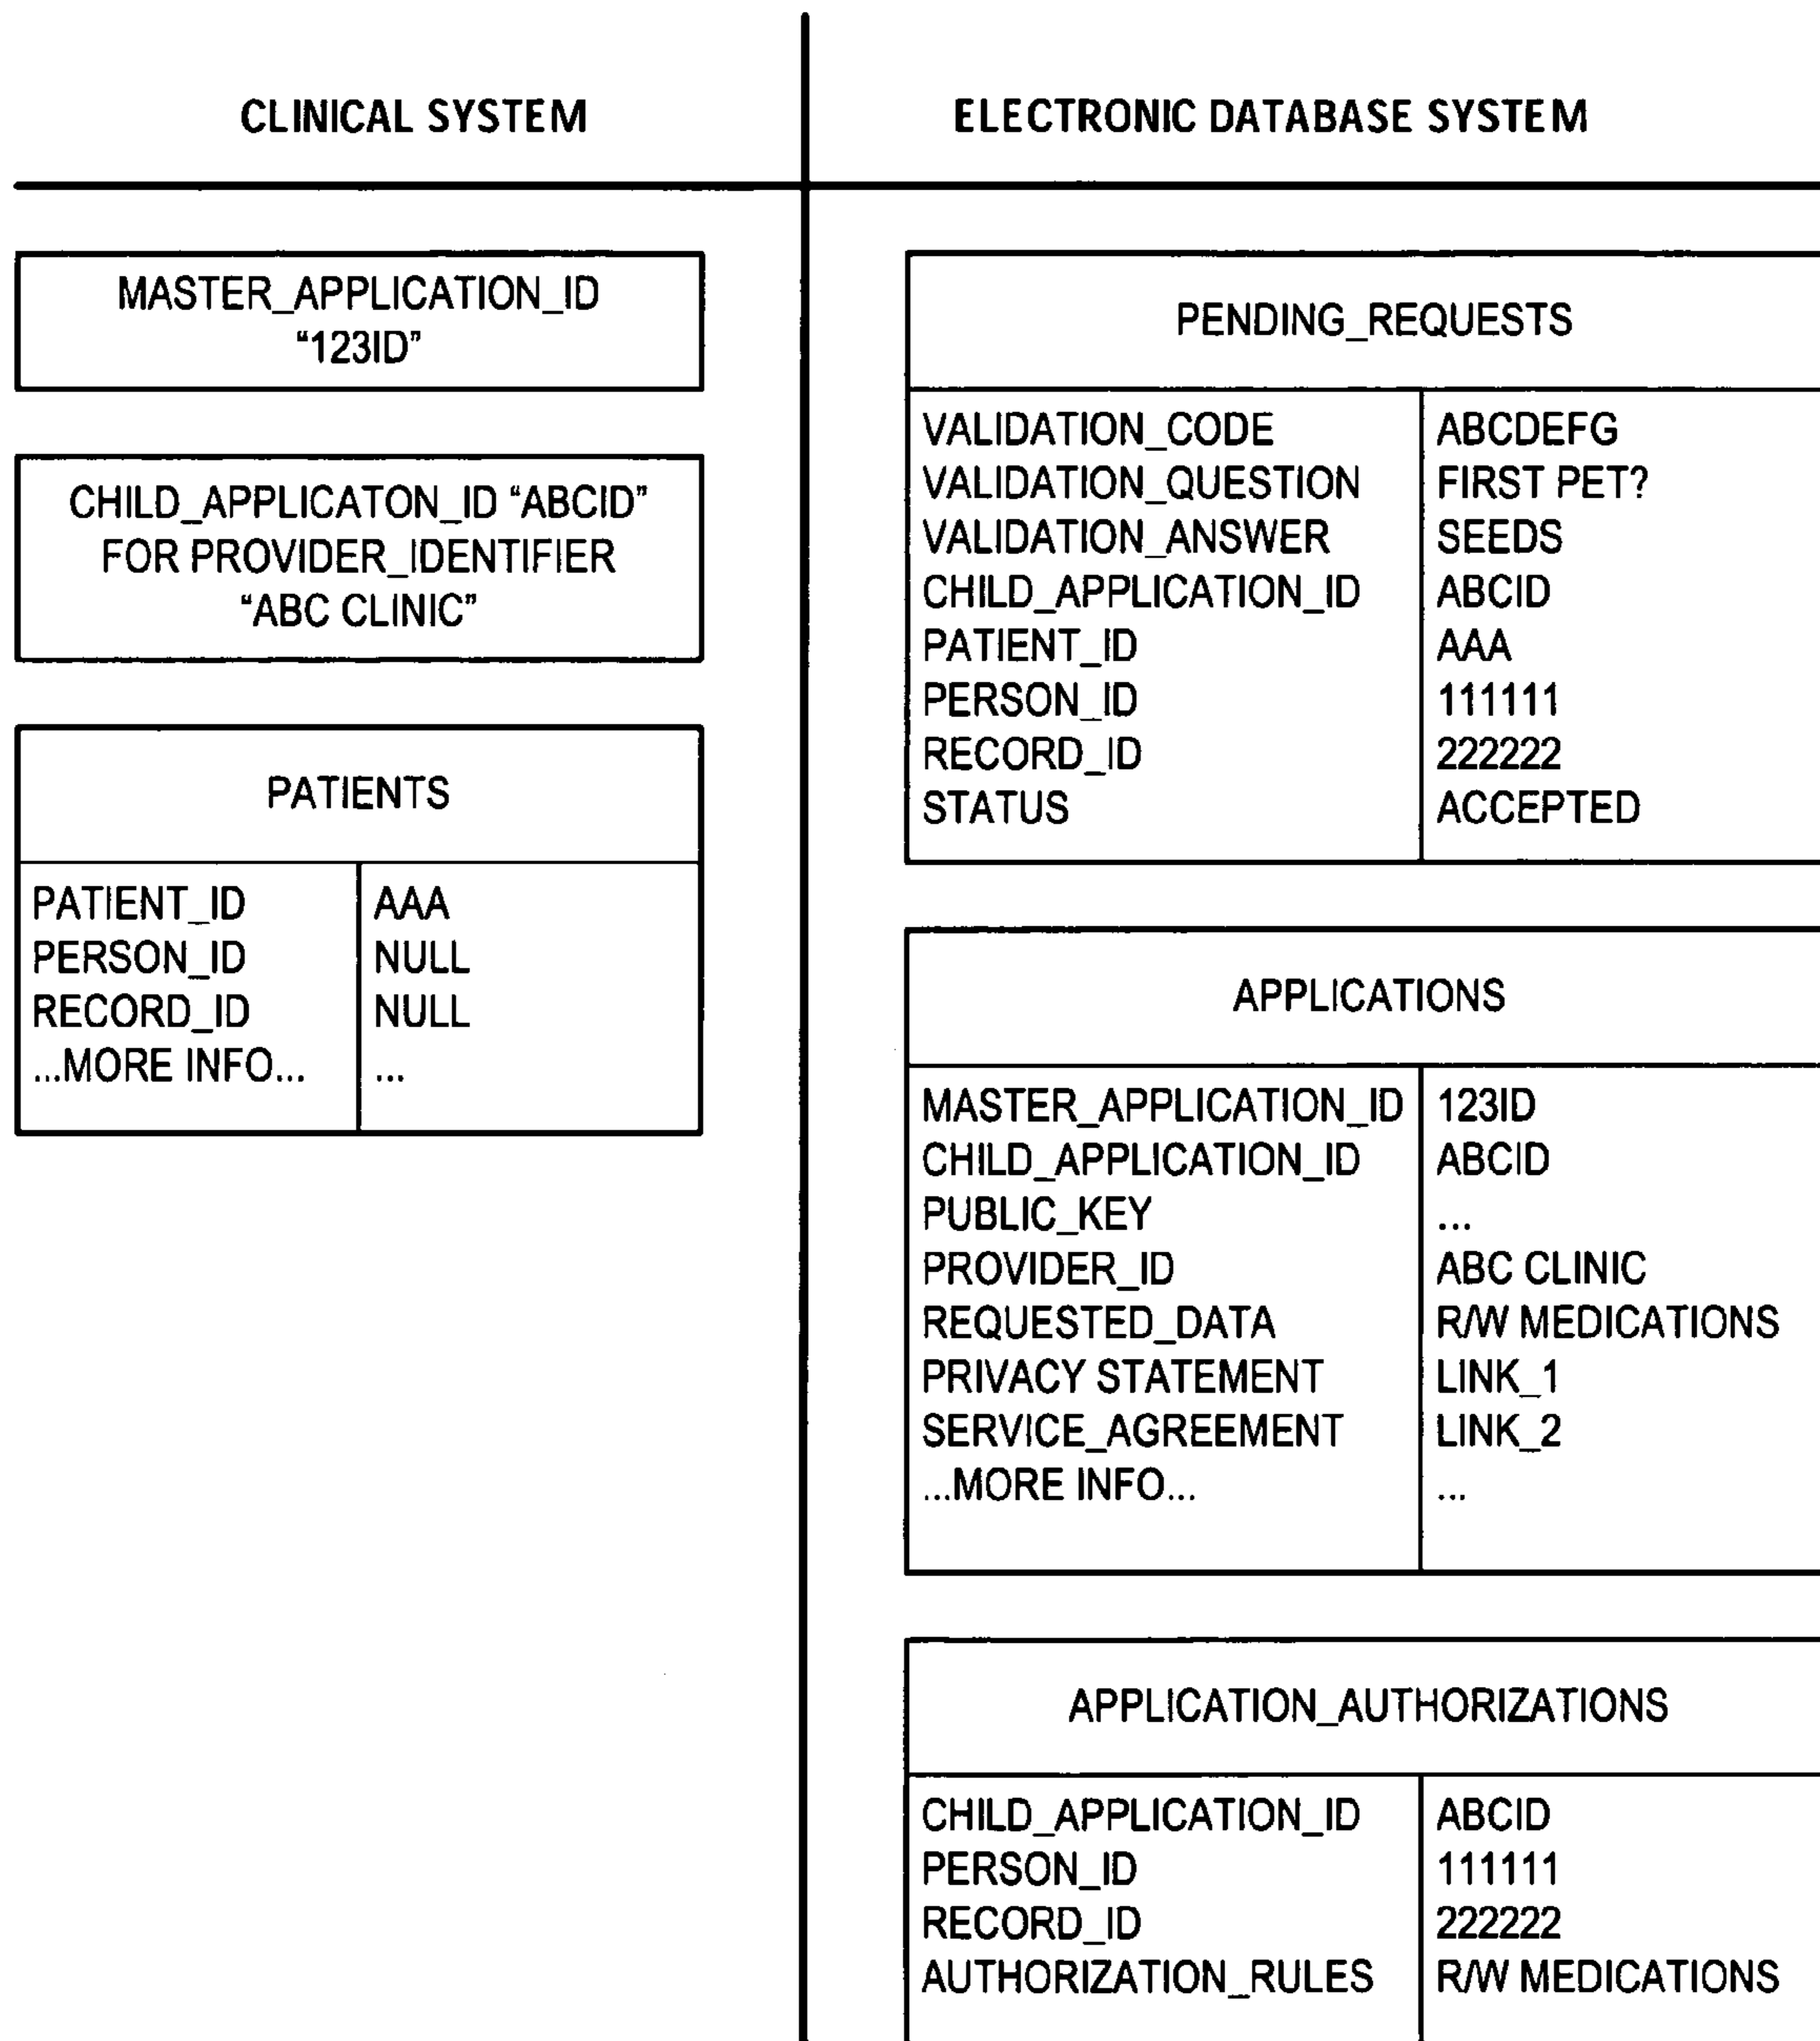 CLINICAL SYSTEM
MASTER_APPLICATION_ID
“123ID”
CHILD_APPLICATON_ID “ABCID”
FOR PROVIDER_IDENTIFIER
“ABC CLINIC”
PATIENTS
PATIENT_ID AAA
PERSON_ID NULL
RECORD_ID NULL
...MORE INFO... ...
ELECTRONIC DATABASE SYSTEM
PENDING_REQUESTS
VALIDATION_CODE ABCDEFG
VALIDATION_QUESTION FIRST PET?
VALIDATION_ANSWER SEEDS
CHILD_APPLICATION_ID ABCID
PATIENT_ID AAA
PERSON_ID 111111
RECORD_ID 222222
STATUS ACCEPTED
APPLICATIONS
MASTER_APPLICATION_ID 123ID
CHILD_APPLICATION_ID ABCID
PUBLIC_KEY ...
PROVIDER_ID ABC CLINIC
REQUESTED_DATA R/W MEDICATIONS
PRIVACY STATEMENT LINK_1
SERVICE_AGREEMENT LINK_2
...MORE INFO... ...
APPLICATION_AUTHORIZATIONS
CHILD_APPLICATION_ID ABCID
PERSON_ID 111111
RECORD_ID 222222
AUTHORIZATION_RULES R/W MEDICATIONS